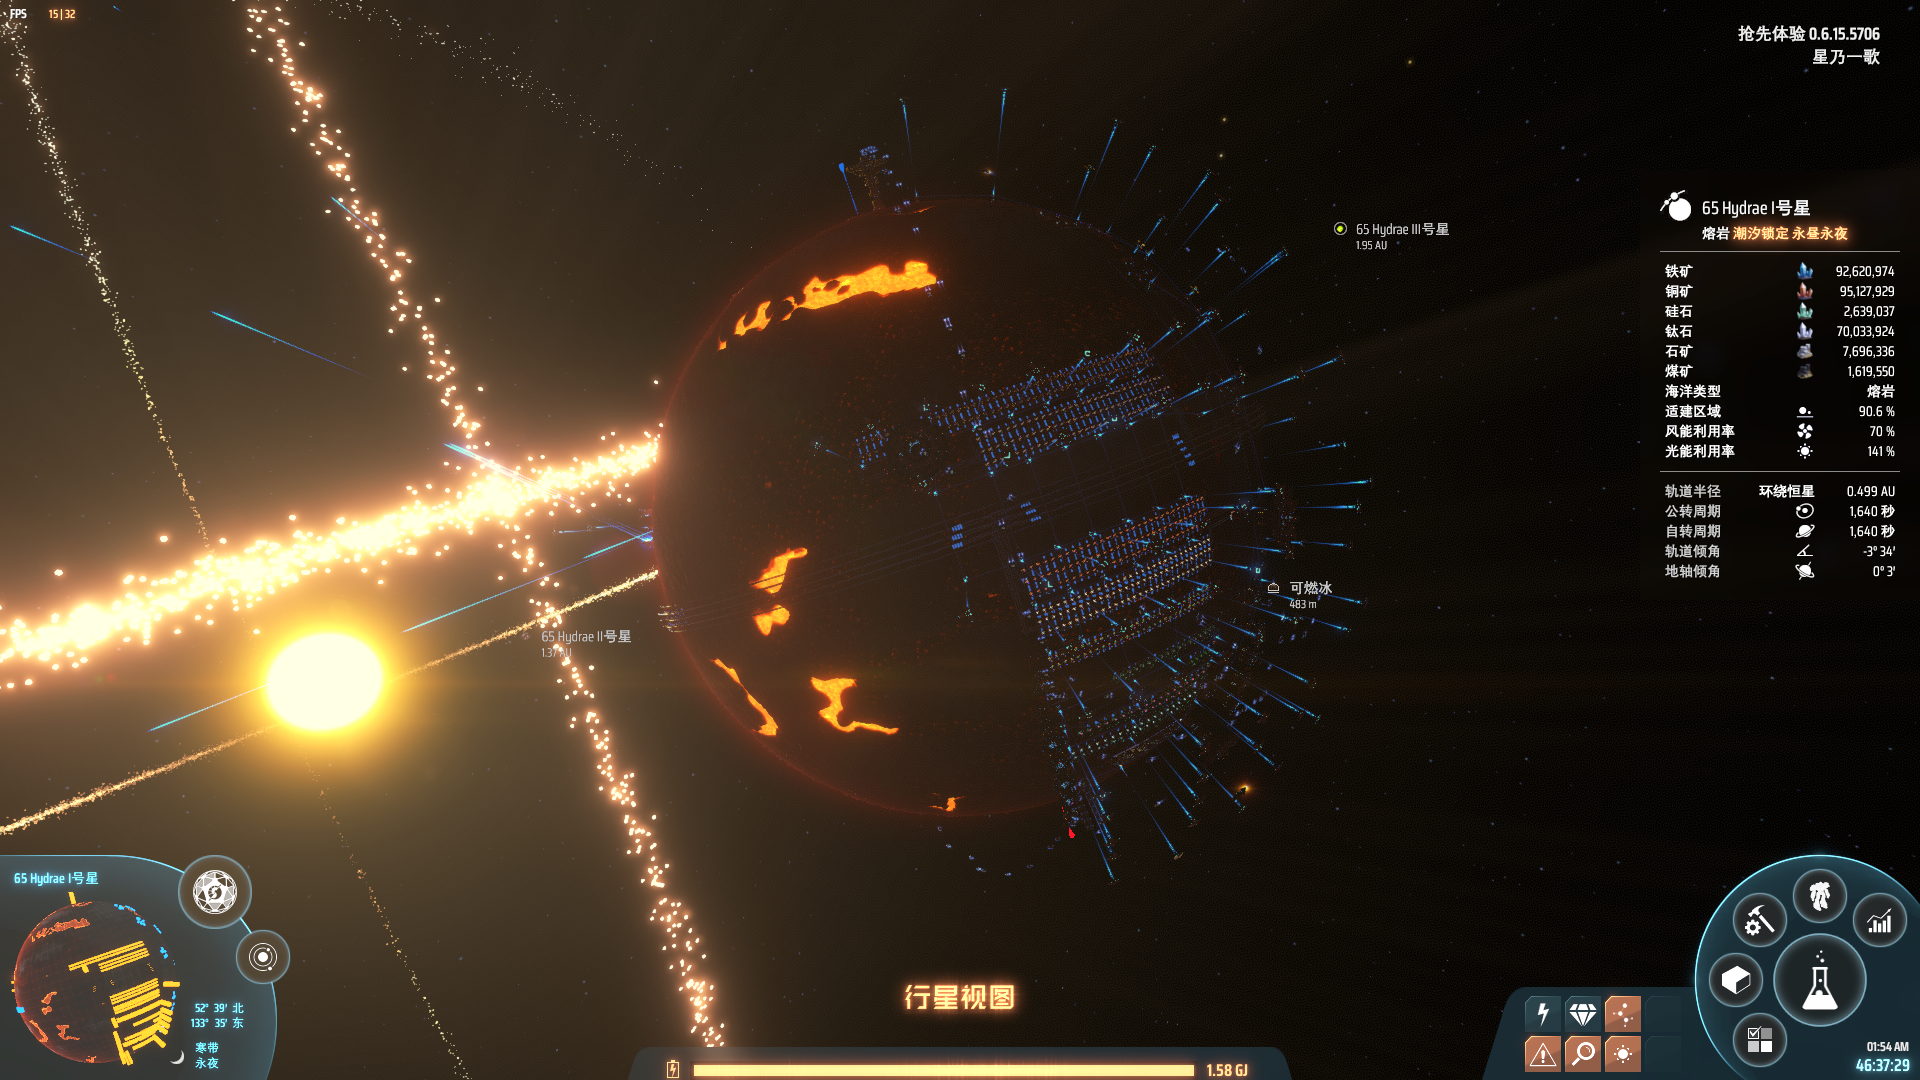 FPS 15|32
抢先体验 0.6.15.5706
星乃一歌
65 Hydrae III号星
1.95 AU
65 Hydrae I号星
熔岩 潮汐锁定 永昼永夜
铁矿 92,620,974
铜矿 95,127,929
硅石 2,639,037
钛石 70,033,924
石矿 7,696,336
煤矿 1,619,550
海洋类型 熔岩
适建区域 90.6 %
风能利用率 70 %
光能利用率 141 %
轨道半径 环绕恒星 0.499 AU
公转周期 1,640 秒
自转周期 1,640 秒
轨道倾角 -3° 34'
地轴倾角 0° 3'
可燃冰
483 m
65 Hydrae II号星
1.37 AU
65 Hydrae I号星
52° 39' 北
133° 35' 东
寒带
永夜
行星视图
1.58 GJ
01:54 AM
46:37:29